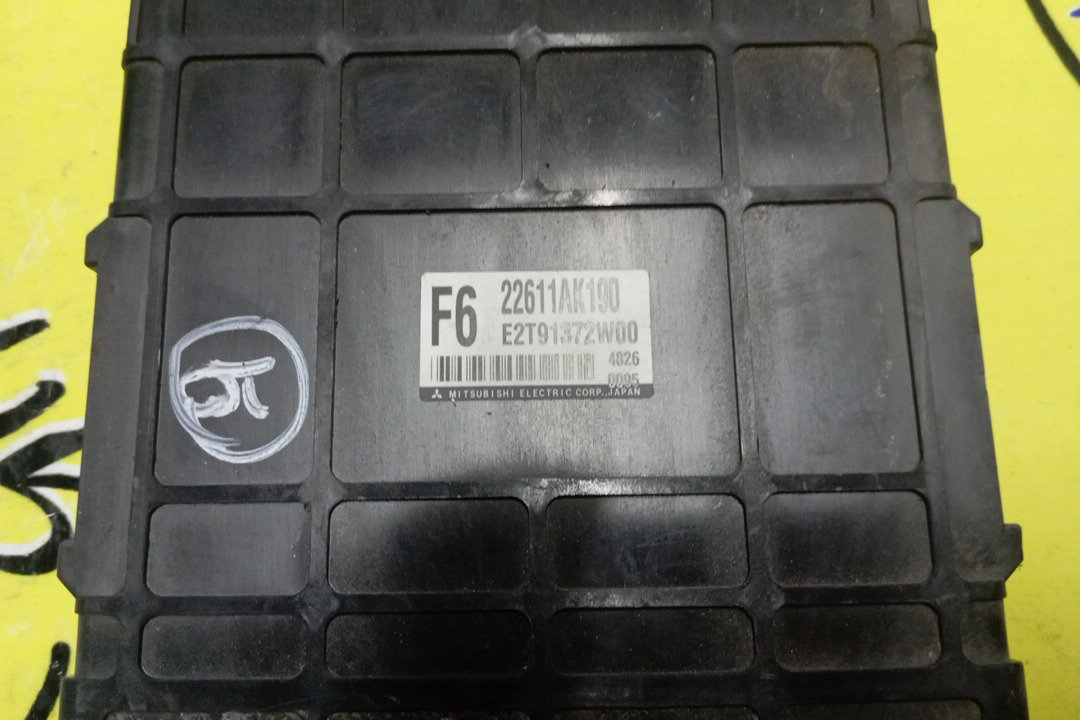 F6 22611AK190
E2T91372W00
4826
0005
MITSUBISHI ELECTRIC CORP. JAPAN